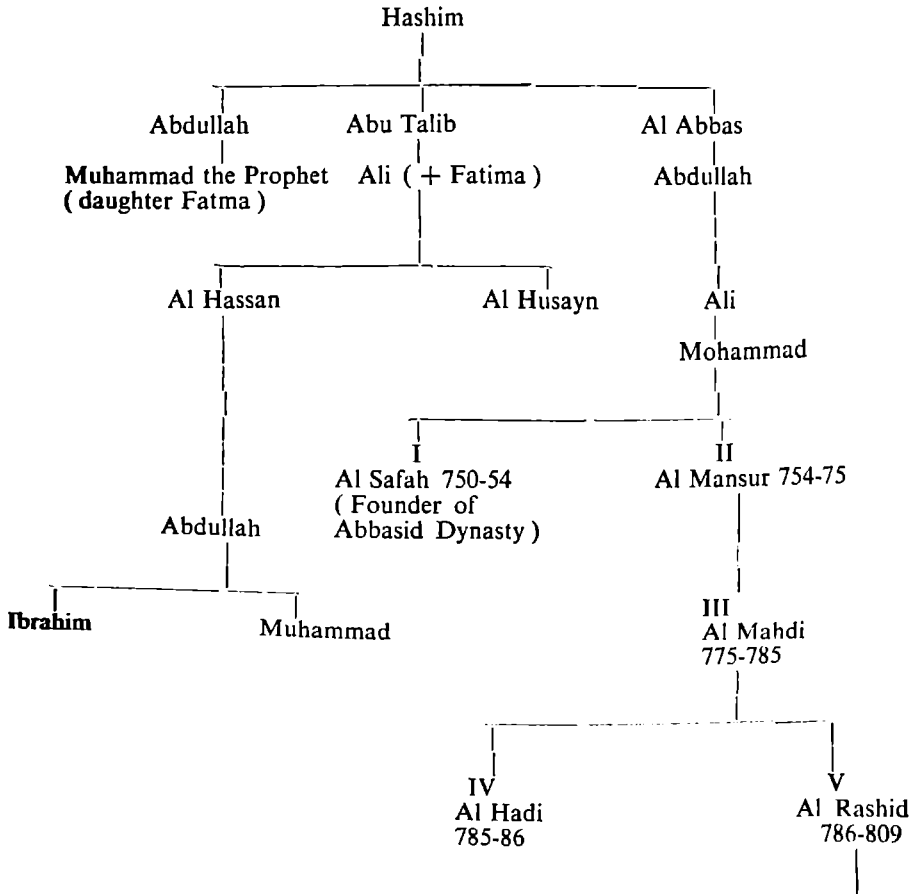 Hashim
Abdullah
Abu Talib
Al Abbas
Muhammad the Prophet
( daughter Fatma )
Ali ( + Fatima )
Abdullah
Al Hassan
Al Husayn
Ali
Mohammad
I
Al Safah 750-54
( Founder of
Abbasid Dynasty )
II
Al Mansur 754-75
Abdullah
Ibrahim
Muhammad
III
Al Mahdi
775-785
IV
Al Hadi
785-86
V
Al Rashid
786-809